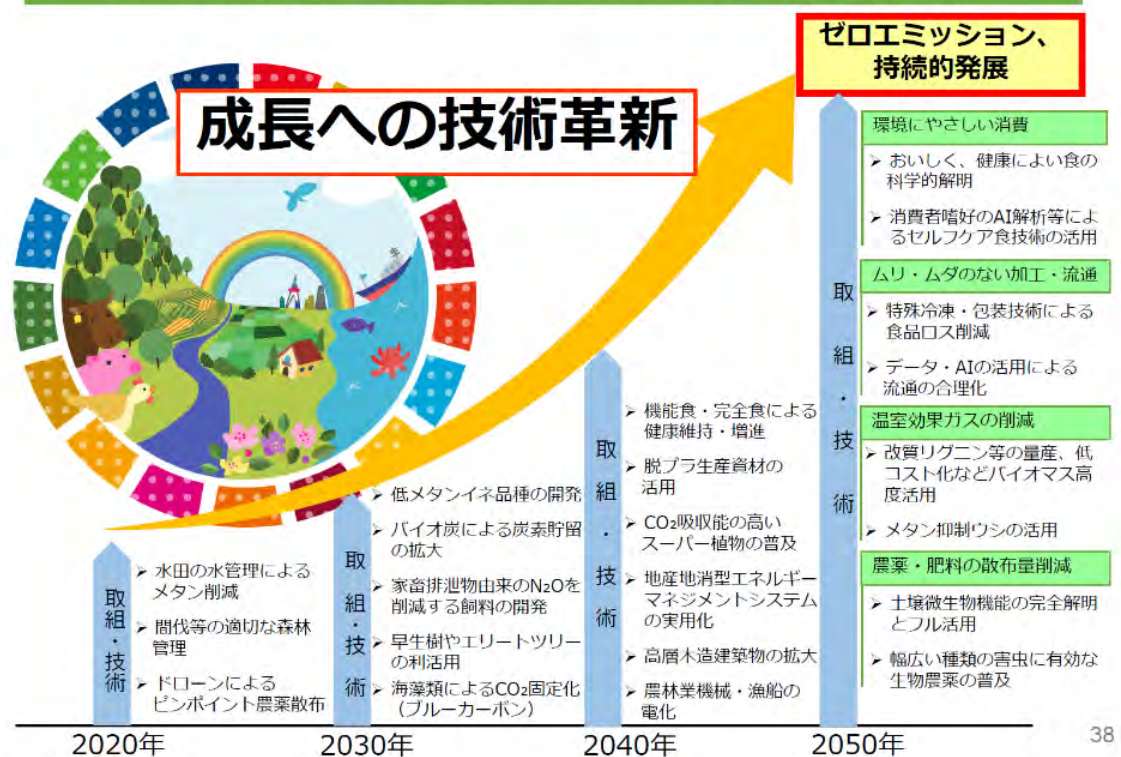 ゼロエミッション、
持続的発展
成長への技術革新
取組・技術
➢ 水田の水管理による
メタン削減
➢ 間伐等の適切な森林
管理
➢ ドローンによる
ピンポイント農薬散布
2020年
取組・技術
➢ 低メタンイネ品種の開発
➢ バイオ炭による炭素貯留
の拡大
➢ 家畜排泄物由来のN₂Oを
削減する飼料の開発
➢ 早生樹やエリートツリー
の利活用
➢ 海藻類によるCO₂固定化
（ブルーカーボン）
2030年
取組・技術
➢ 機能食・完全食による
健康維持・増進
➢ 脱プラ生産資材の
活用
➢ CO₂吸収能の高い
スーパー植物の普及
➢ 地産地消型エネルギー
マネジメントシステム
の実用化
➢ 高層木造建築物の拡大
➢ 農林業機械・漁船の
電化
2040年
取組・技術
環境にやさしい消費
➢ おいしく、健康によい食の
科学的解明
➢ 消費者嗜好のAI解析等によ
るセルフケア食技術の活用
ムリ・ムダのない加工・流通
➢ 特殊冷凍・包装技術による
食品ロス削減
➢ データ・AIの活用による
流通の合理化
温室効果ガスの削減
➢ 改質リグニン等の量産、低
コスト化などバイオマス高
度活用
➢ メタン抑制ウシの活用
農薬・肥料の散布量削減
➢ 土壌微生物機能の完全解明
とフル活用
➢ 幅広い種類の害虫に有効な
生物農薬の普及
2050年
38